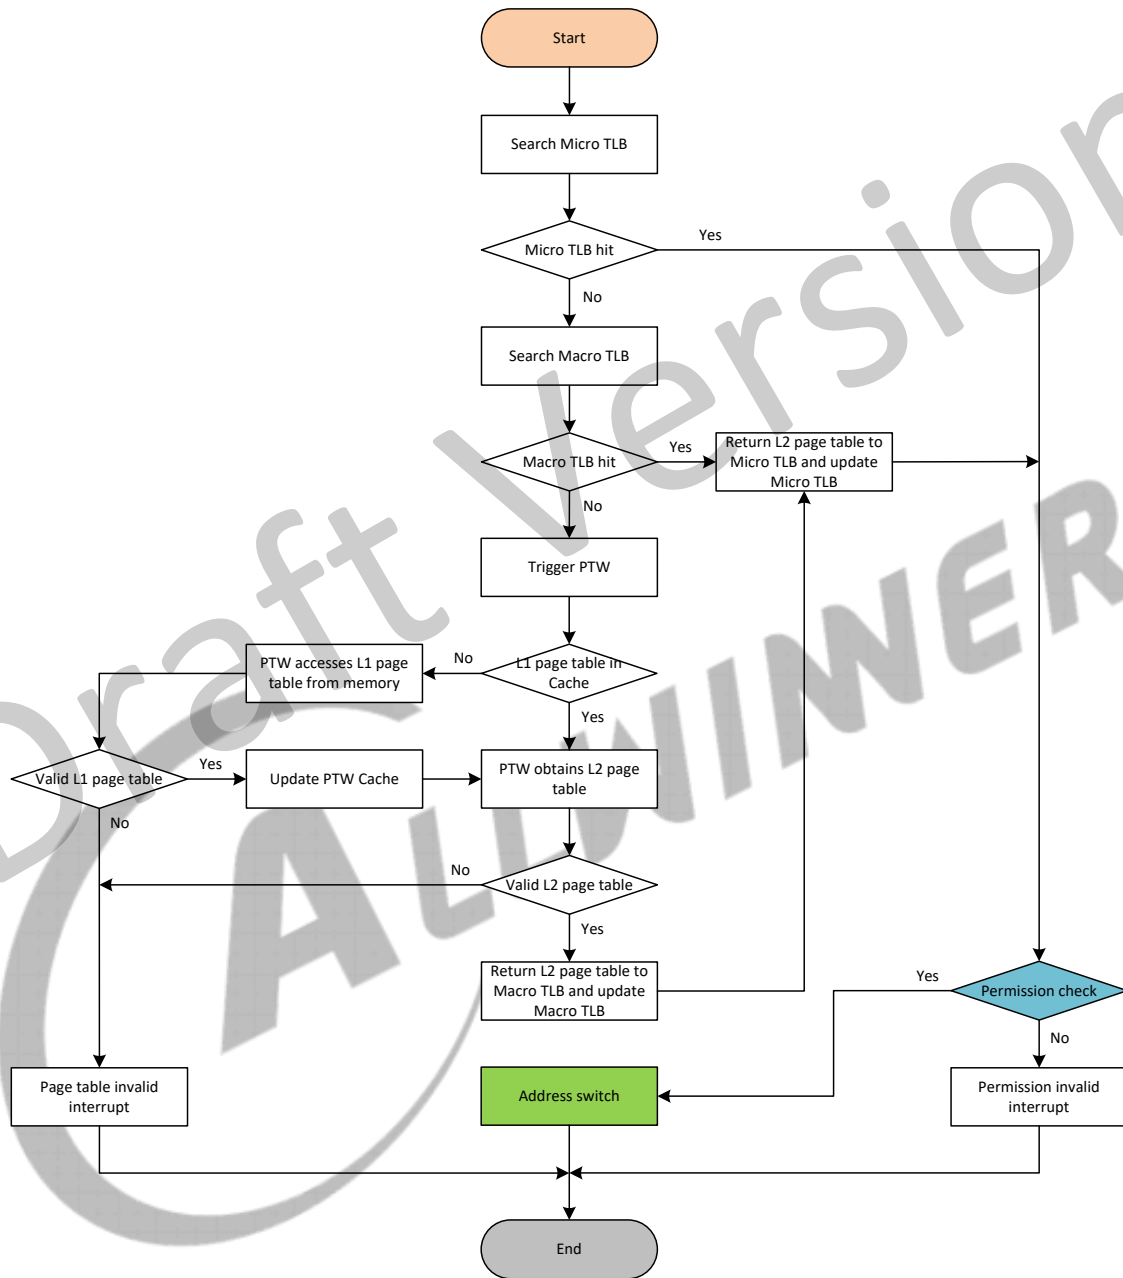 Start
Search Micro TLB
Micro TLB hit
Yes
No
Search Macro TLB
Macro TLB hit
Yes
Return L2 page table to
Micro TLB and update
Micro TLB
No
Trigger PTW
L1 page table in
Cache
No
PTW accesses L1 page
table from memory
Yes
Valid L1 page table
Yes
Update PTW Cache
PTW obtains L2 page
table
No
Valid L2 page table
No
Yes
Return L2 page table to
Macro TLB and update
Macro TLB
Yes
Permission check
No
Page table invalid
interrupt
Address switch
Permission invalid
interrupt
End
Draft Version
ALLWINNER